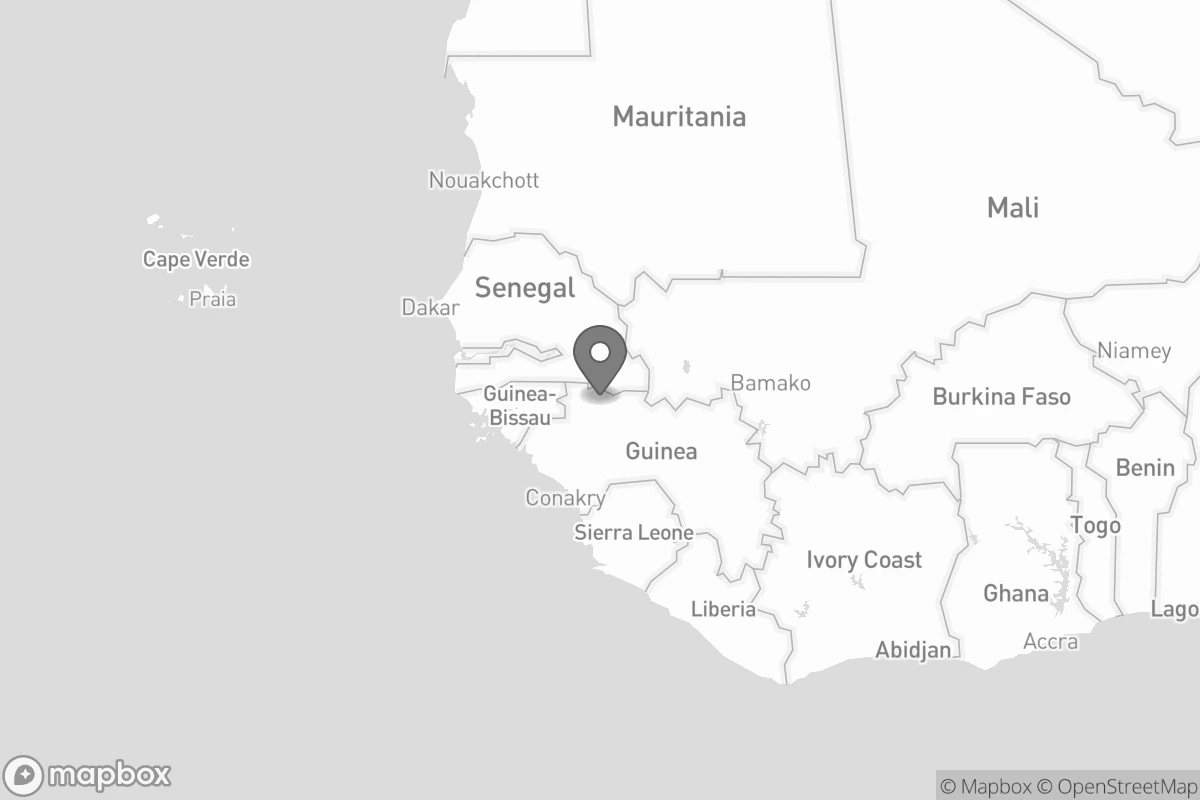 Mauritania
Nouakchott
Mali
Cape Verde
Praia
Senegal
Dakar
Niamey
Bamako
Guinea-
Bissau
Burkina Faso
Guinea
Benin
Conakry
Togo
Sierra Leone
Ivory Coast
Ghana
Liberia
Lago
Accra
Abidjan
mapbox
© Mapbox © OpenStreetMap